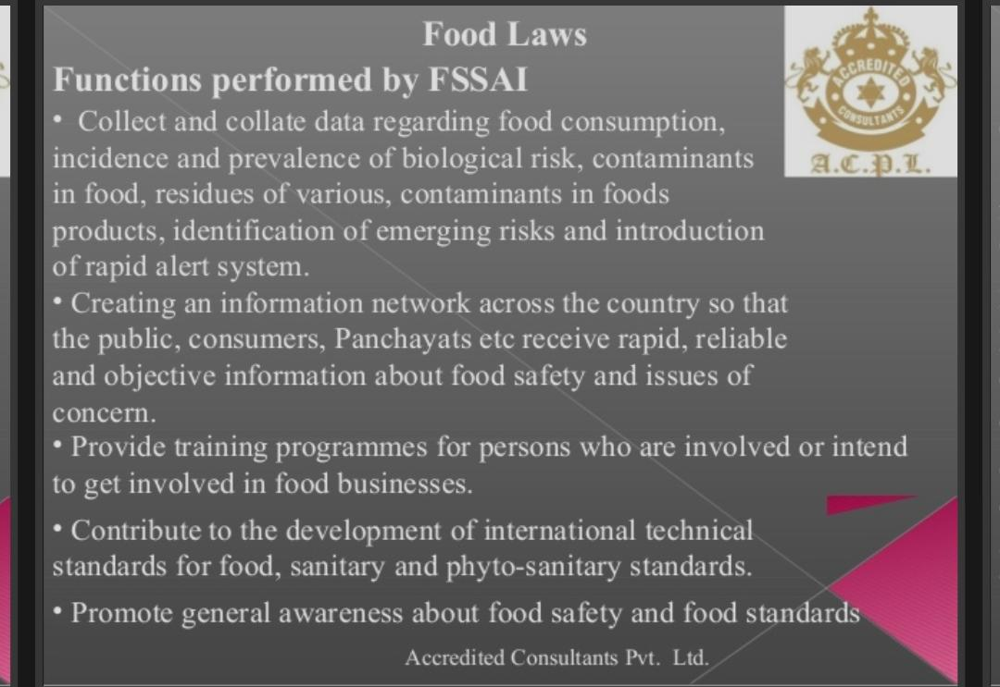 Food Laws
Functions performed by FSSAI
• Collect and collate data regarding food consumption,
incidence and prevalence of biological risk, contaminants
in food, residues of various, contaminants in foods
products, identification of emerging risks and introduction
of rapid alert system.
• Creating an information network across the country so that
the public, consumers, Panchayats etc receive rapid, reliable
and objective information about food safety and issues of
concern.
• Provide training programmes for persons who are involved or intend
to get involved in food businesses.
• Contribute to the development of international technical
standards for food, sanitary and phyto-sanitary standards.
• Promote general awareness about food safety and food standards
Accredited Consultants Pvt. Ltd.
ACCREDITED
CONSULTANTS
A.C.P.L.